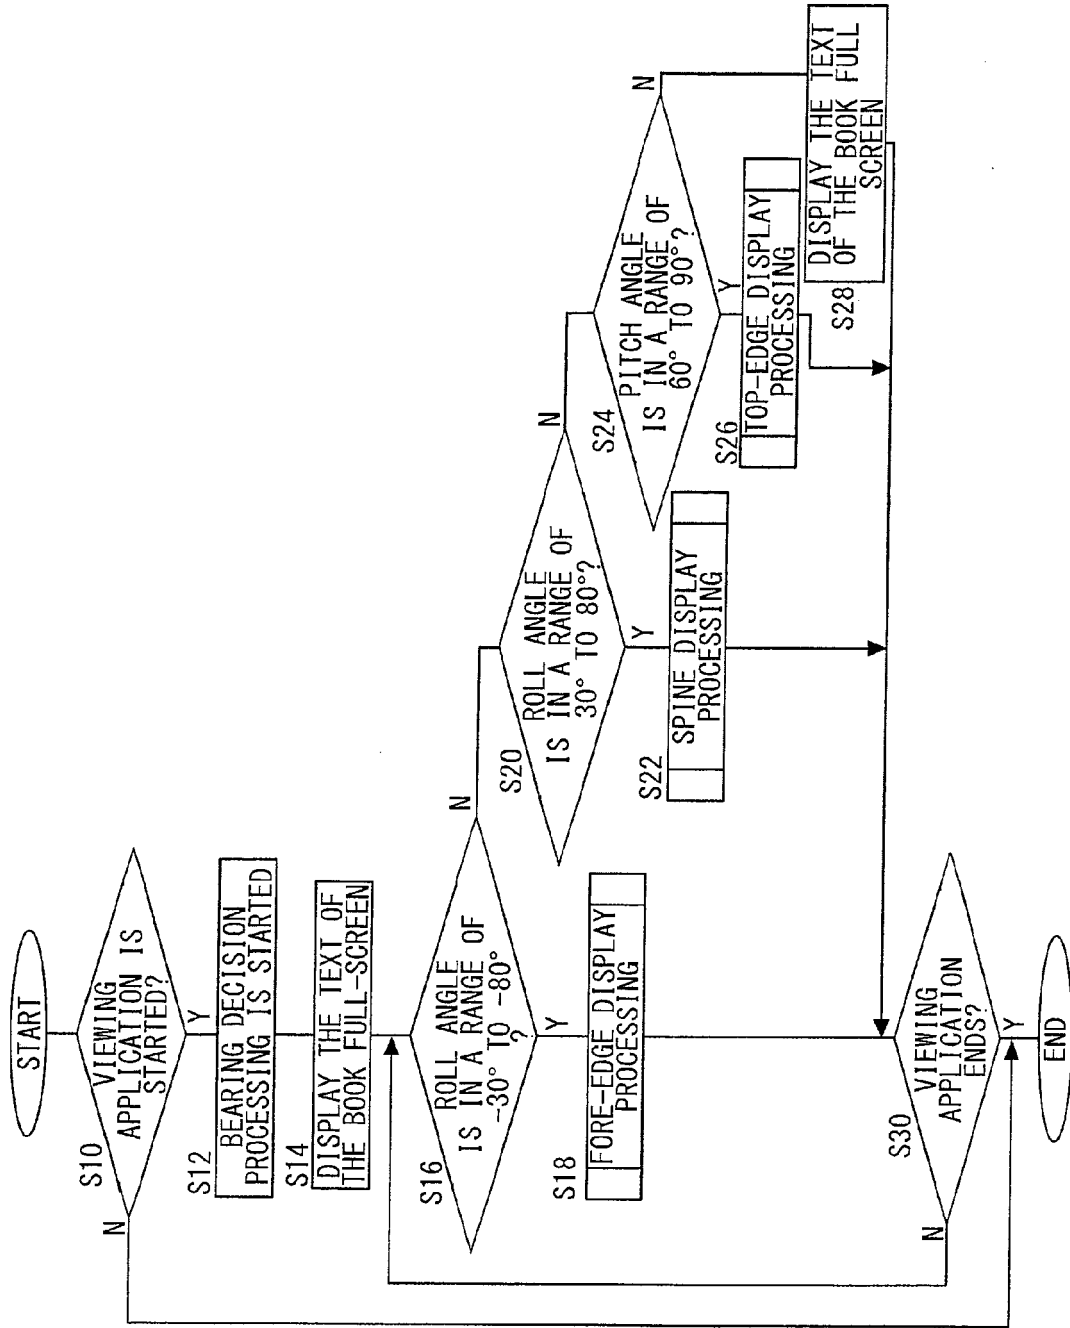 START
S10
VIEWING
APPLICATION IS
STARTED?
N
Y
S12
BEARING DECISION
PROCESSING IS STARTED
S14
DISPLAY THE TEXT OF
THE BOOK FULL-SCREEN
S16
ROLL ANGLE
IS IN A RANGE OF
-30° TO -80°
?
N
Y
S18
FORE-EDGE DISPLAY
PROCESSING
S20
ROLL ANGLE
IS IN A RANGE OF
30° TO 80°?
N
Y
S22
SPINE DISPLAY
PROCESSING
S24
PITCH ANGLE
IS IN A RANGE OF
60° TO 90°?
N
Y
S26
TOP-EDGE DISPLAY
PROCESSING
S28
DISPLAY THE TEXT
OF THE BOOK FULL
SCREEN
S30
VIEWING
APPLICATION
ENDS?
N
Y
END